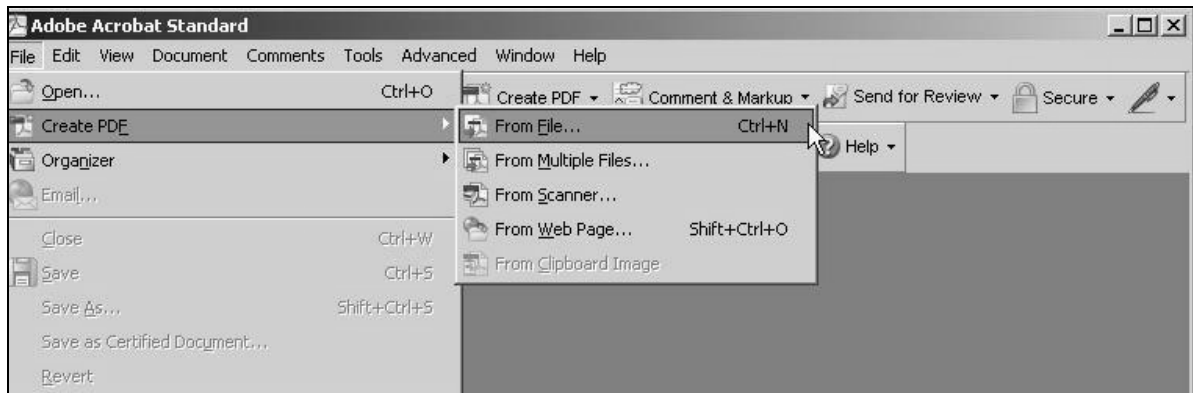 Adobe Acrobat Standard
File Edit View Document Comments Tools Advanced Window Help
Open... Ctrl+O
Create PDF Comment & Markup Send for Review Secure
Create PDF
From File... Ctrl+N
Help
Organizer
From Multiple Files...
Email...
From Scanner...
Close Ctrl+W
From Web Page... Shift+Ctrl+O
Save Ctrl+S
From Clipboard Image
Save As... Shift+Ctrl+S
Save as Certified Document...
Revert